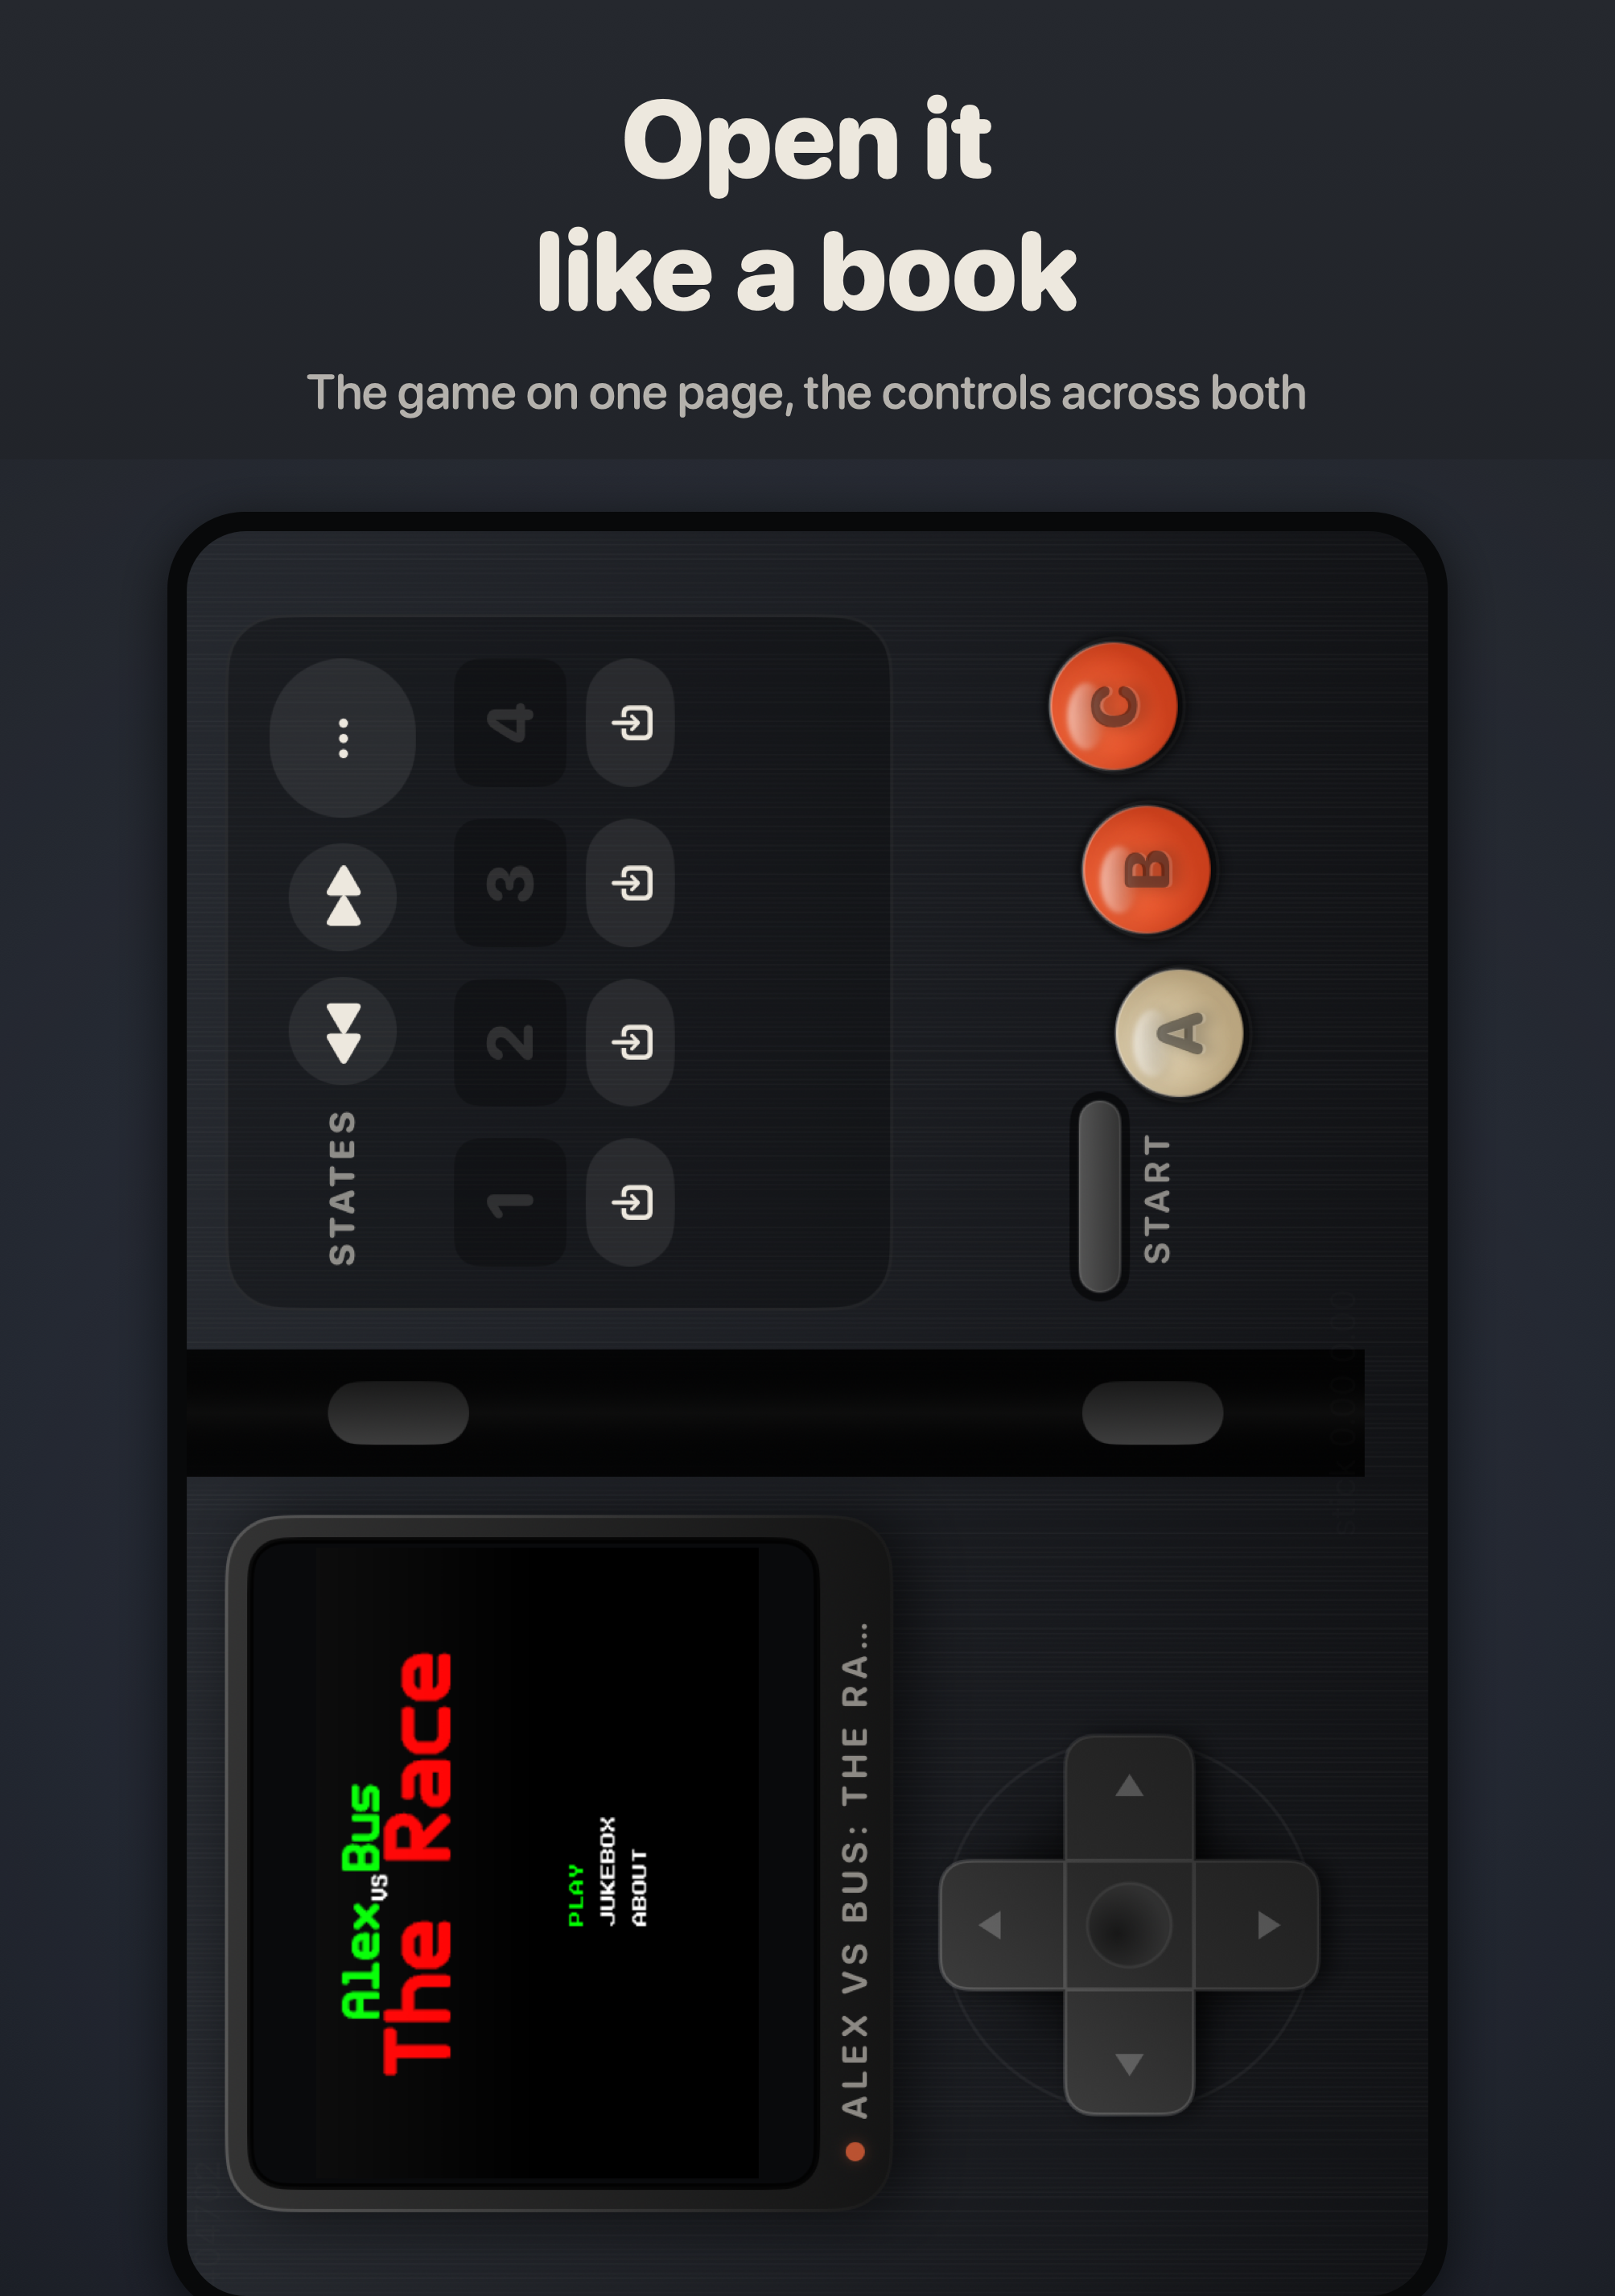 Open it
like a book
The game on one page, the controls across both
STATES
1
2
3
4
C
B
A
START
Alex vs Bus
The Race
PLAY
JUKEBOX
ABOUT
ALEX VS BUS: THE RA...